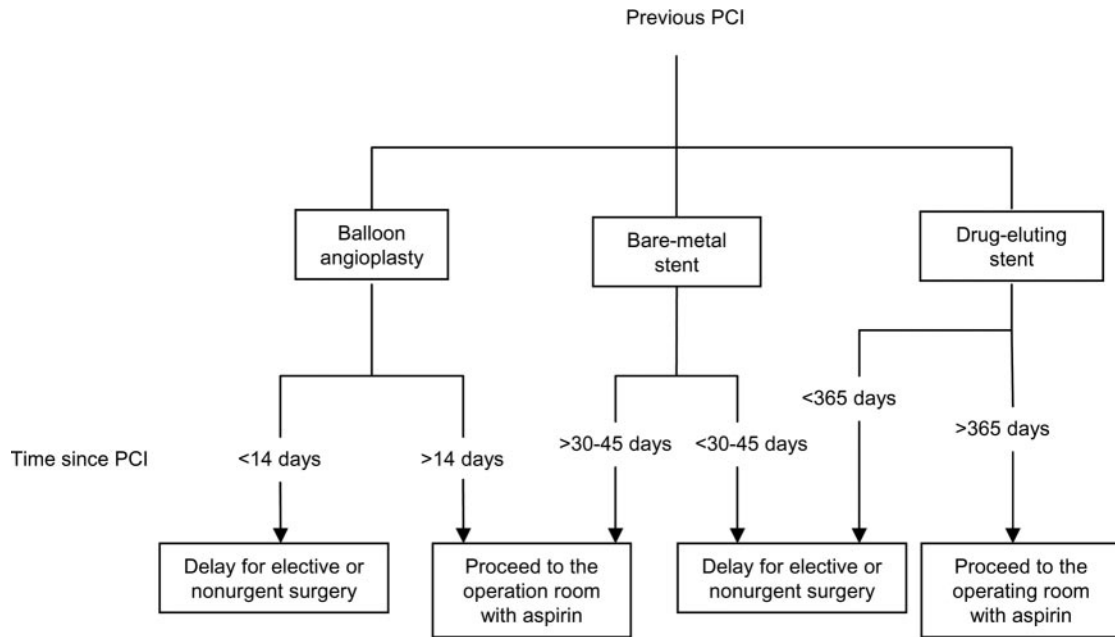 Previous PCI
Balloon
angioplasty
Bare-metal
stent
Drug-eluting
stent
Time since PCI
<14 days
>14 days
>30-45 days
<30-45 days
<365 days
>365 days
Delay for elective or
nonurgent surgery
Proceed to the
operation room
with aspirin
Delay for elective or
nonurgent surgery
Proceed to the
operating room
with aspirin